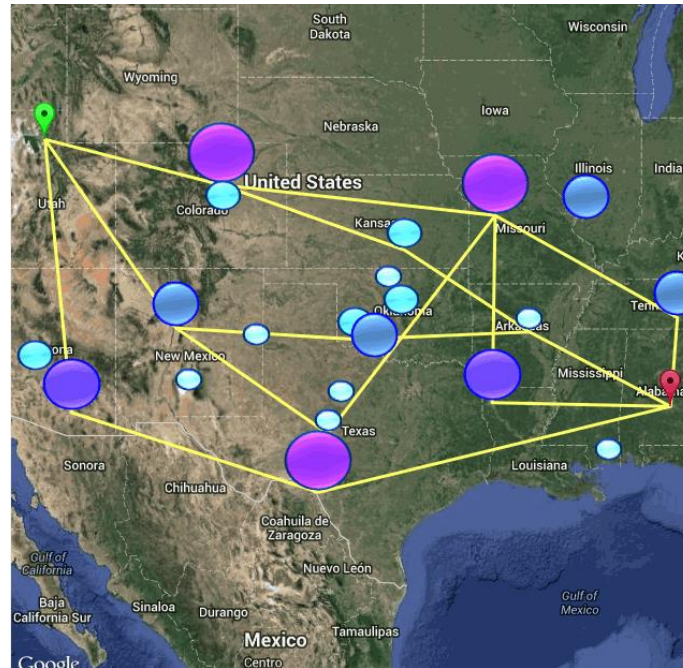 South
Dakota
Wisconsin
Wyoming
Iowa
Nebraska
Illinois
India
United States
Utah
Colorado
Kansas
Missouri
K
Oklahoma
Tenn
ona
Arkansas
New Mexico
Mississippi
Alabama
Texas
Sonora
Louisiana
Chihuahua
Coahuila de
Zaragoza
Gulf of
California
Nuevo León
Gulf of
Mexico
Baja
California Sur
Sinaloa
Durango
Tamaulipas
Mexico
Centro
Google